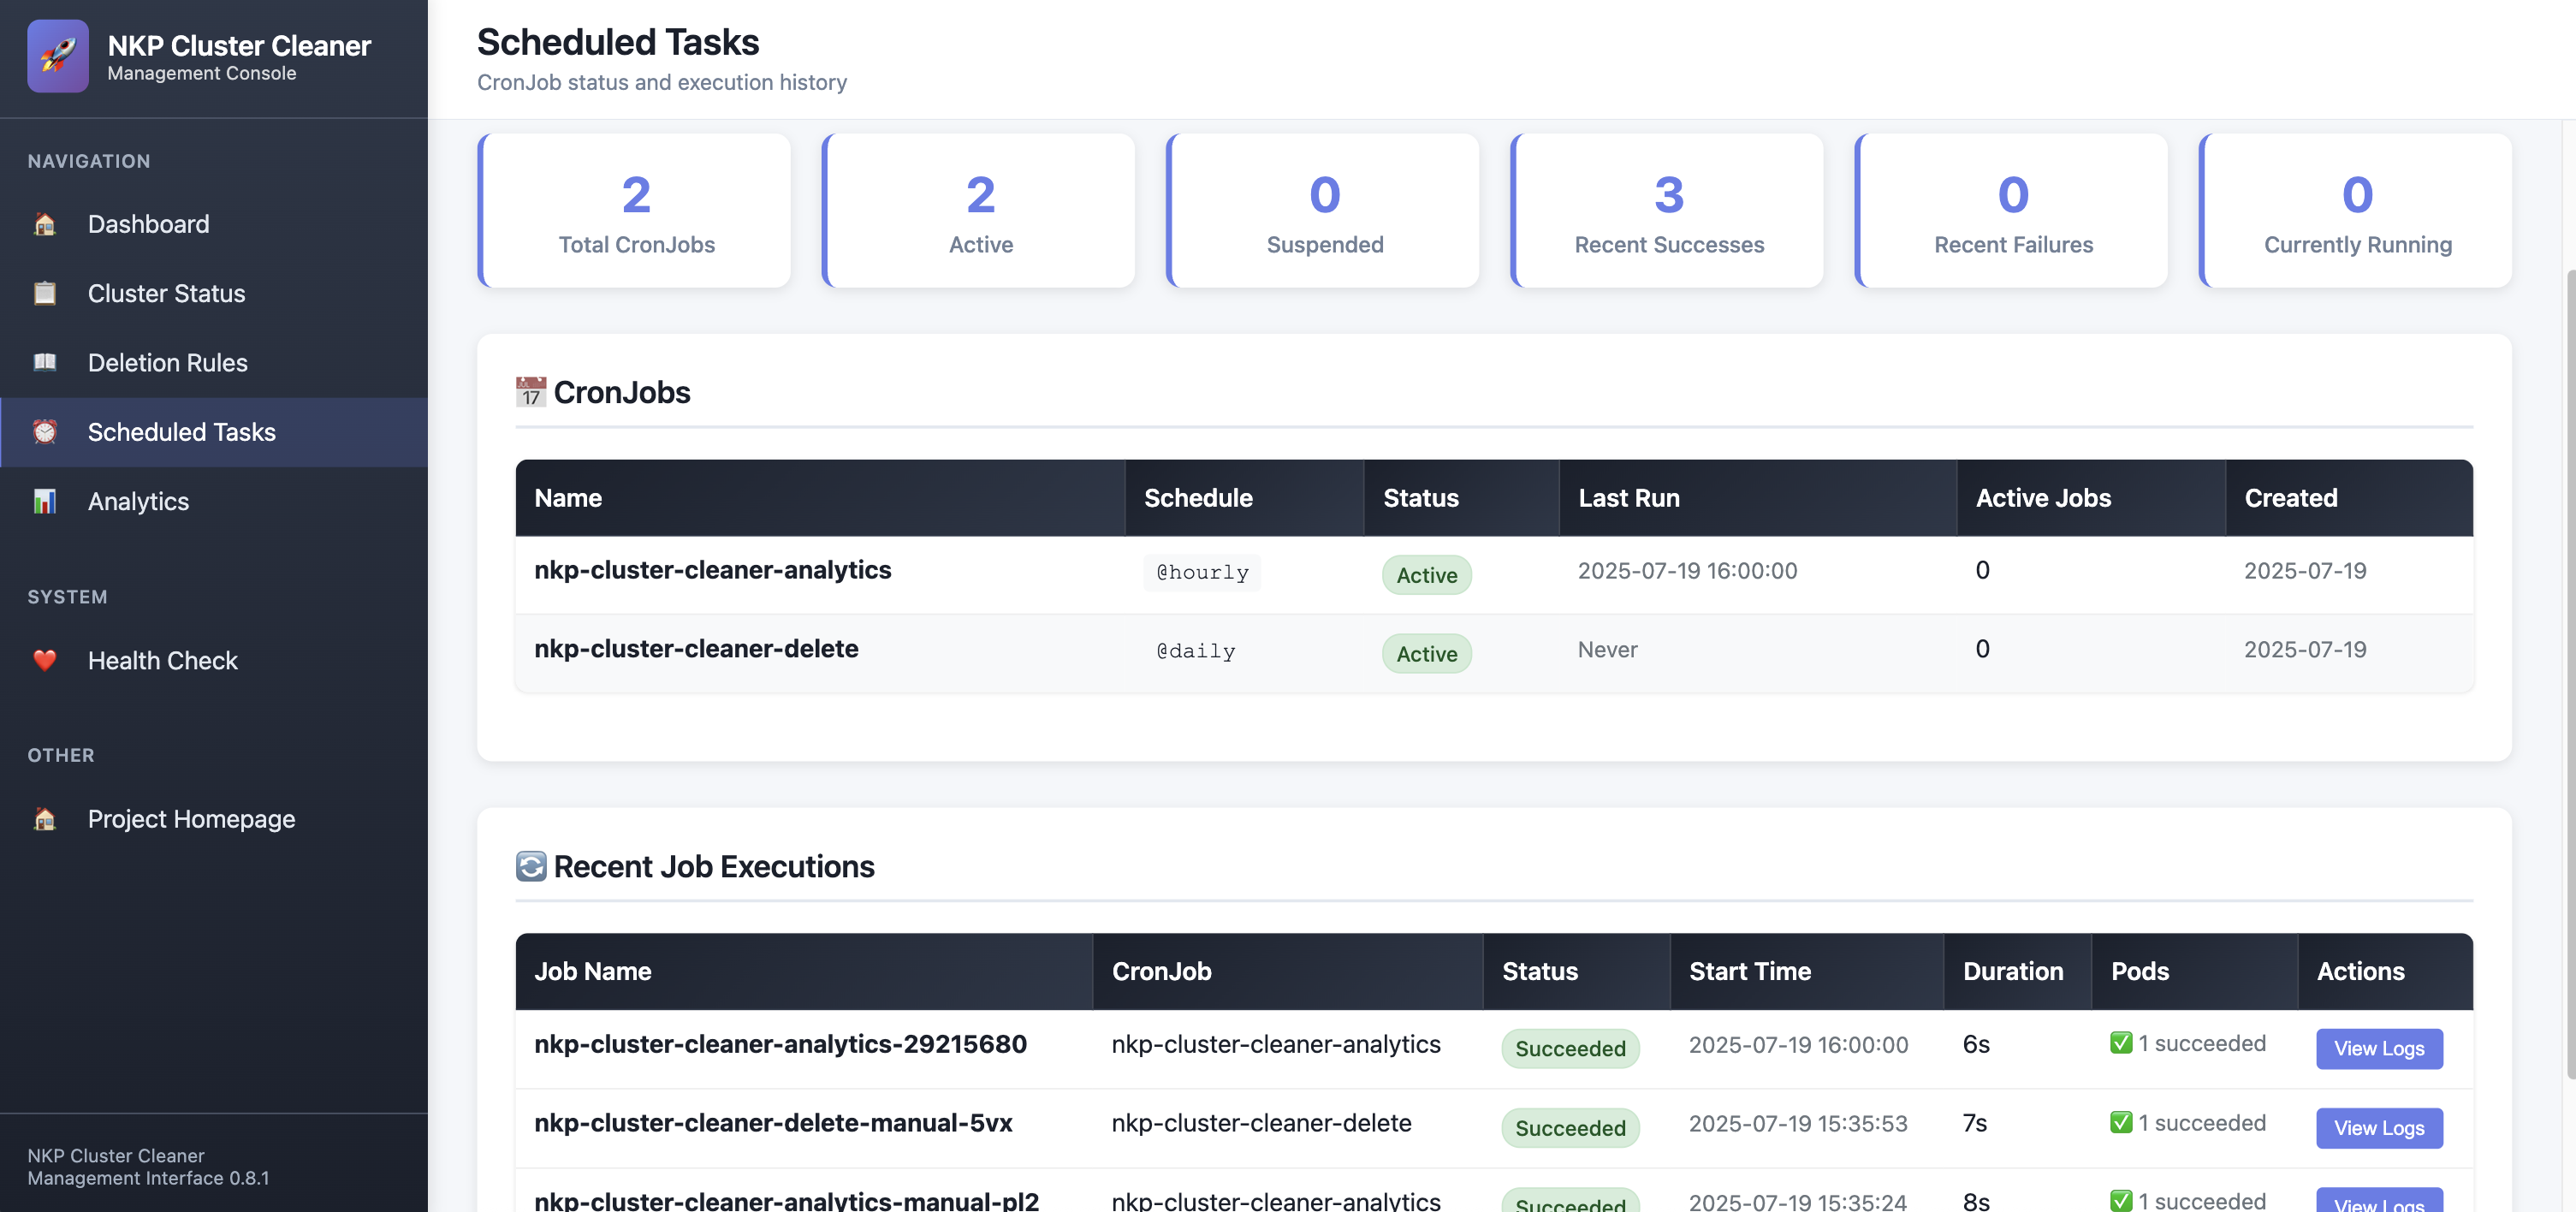 NKP Cluster Cleaner
Management Console
NAVIGATION
Dashboard
Cluster Status
Deletion Rules
Scheduled Tasks
Analytics
SYSTEM
Health Check
OTHER
Project Homepage
NKP Cluster Cleaner
Management Interface 0.8.1
Scheduled Tasks
CronJob status and execution history
2
Total CronJobs
2
Active
0
Suspended
3
Recent Successes
0
Recent Failures
0
Currently Running
JUL 17 CronJobs
Name Schedule Status Last Run Active Jobs Created
nkp-cluster-cleaner-analytics @hourly Active 2025-07-19 16:00:00 0 2025-07-19
nkp-cluster-cleaner-delete @daily Active Never 0 2025-07-19
Recent Job Executions
Job Name CronJob Status Start Time Duration Pods Actions
nkp-cluster-cleaner-analytics-29215680 nkp-cluster-cleaner-analytics Succeeded 2025-07-19 16:00:00 6s 1 succeeded View Logs
nkp-cluster-cleaner-delete-manual-5vx nkp-cluster-cleaner-delete Succeeded 2025-07-19 15:35:53 7s 1 succeeded View Logs
nkp-cluster-cleaner-analytics-manual-pl2 nkp-cluster-cleaner-analytics Succeeded 2025-07-19 15:35:24 8s 1 succeeded View Logs